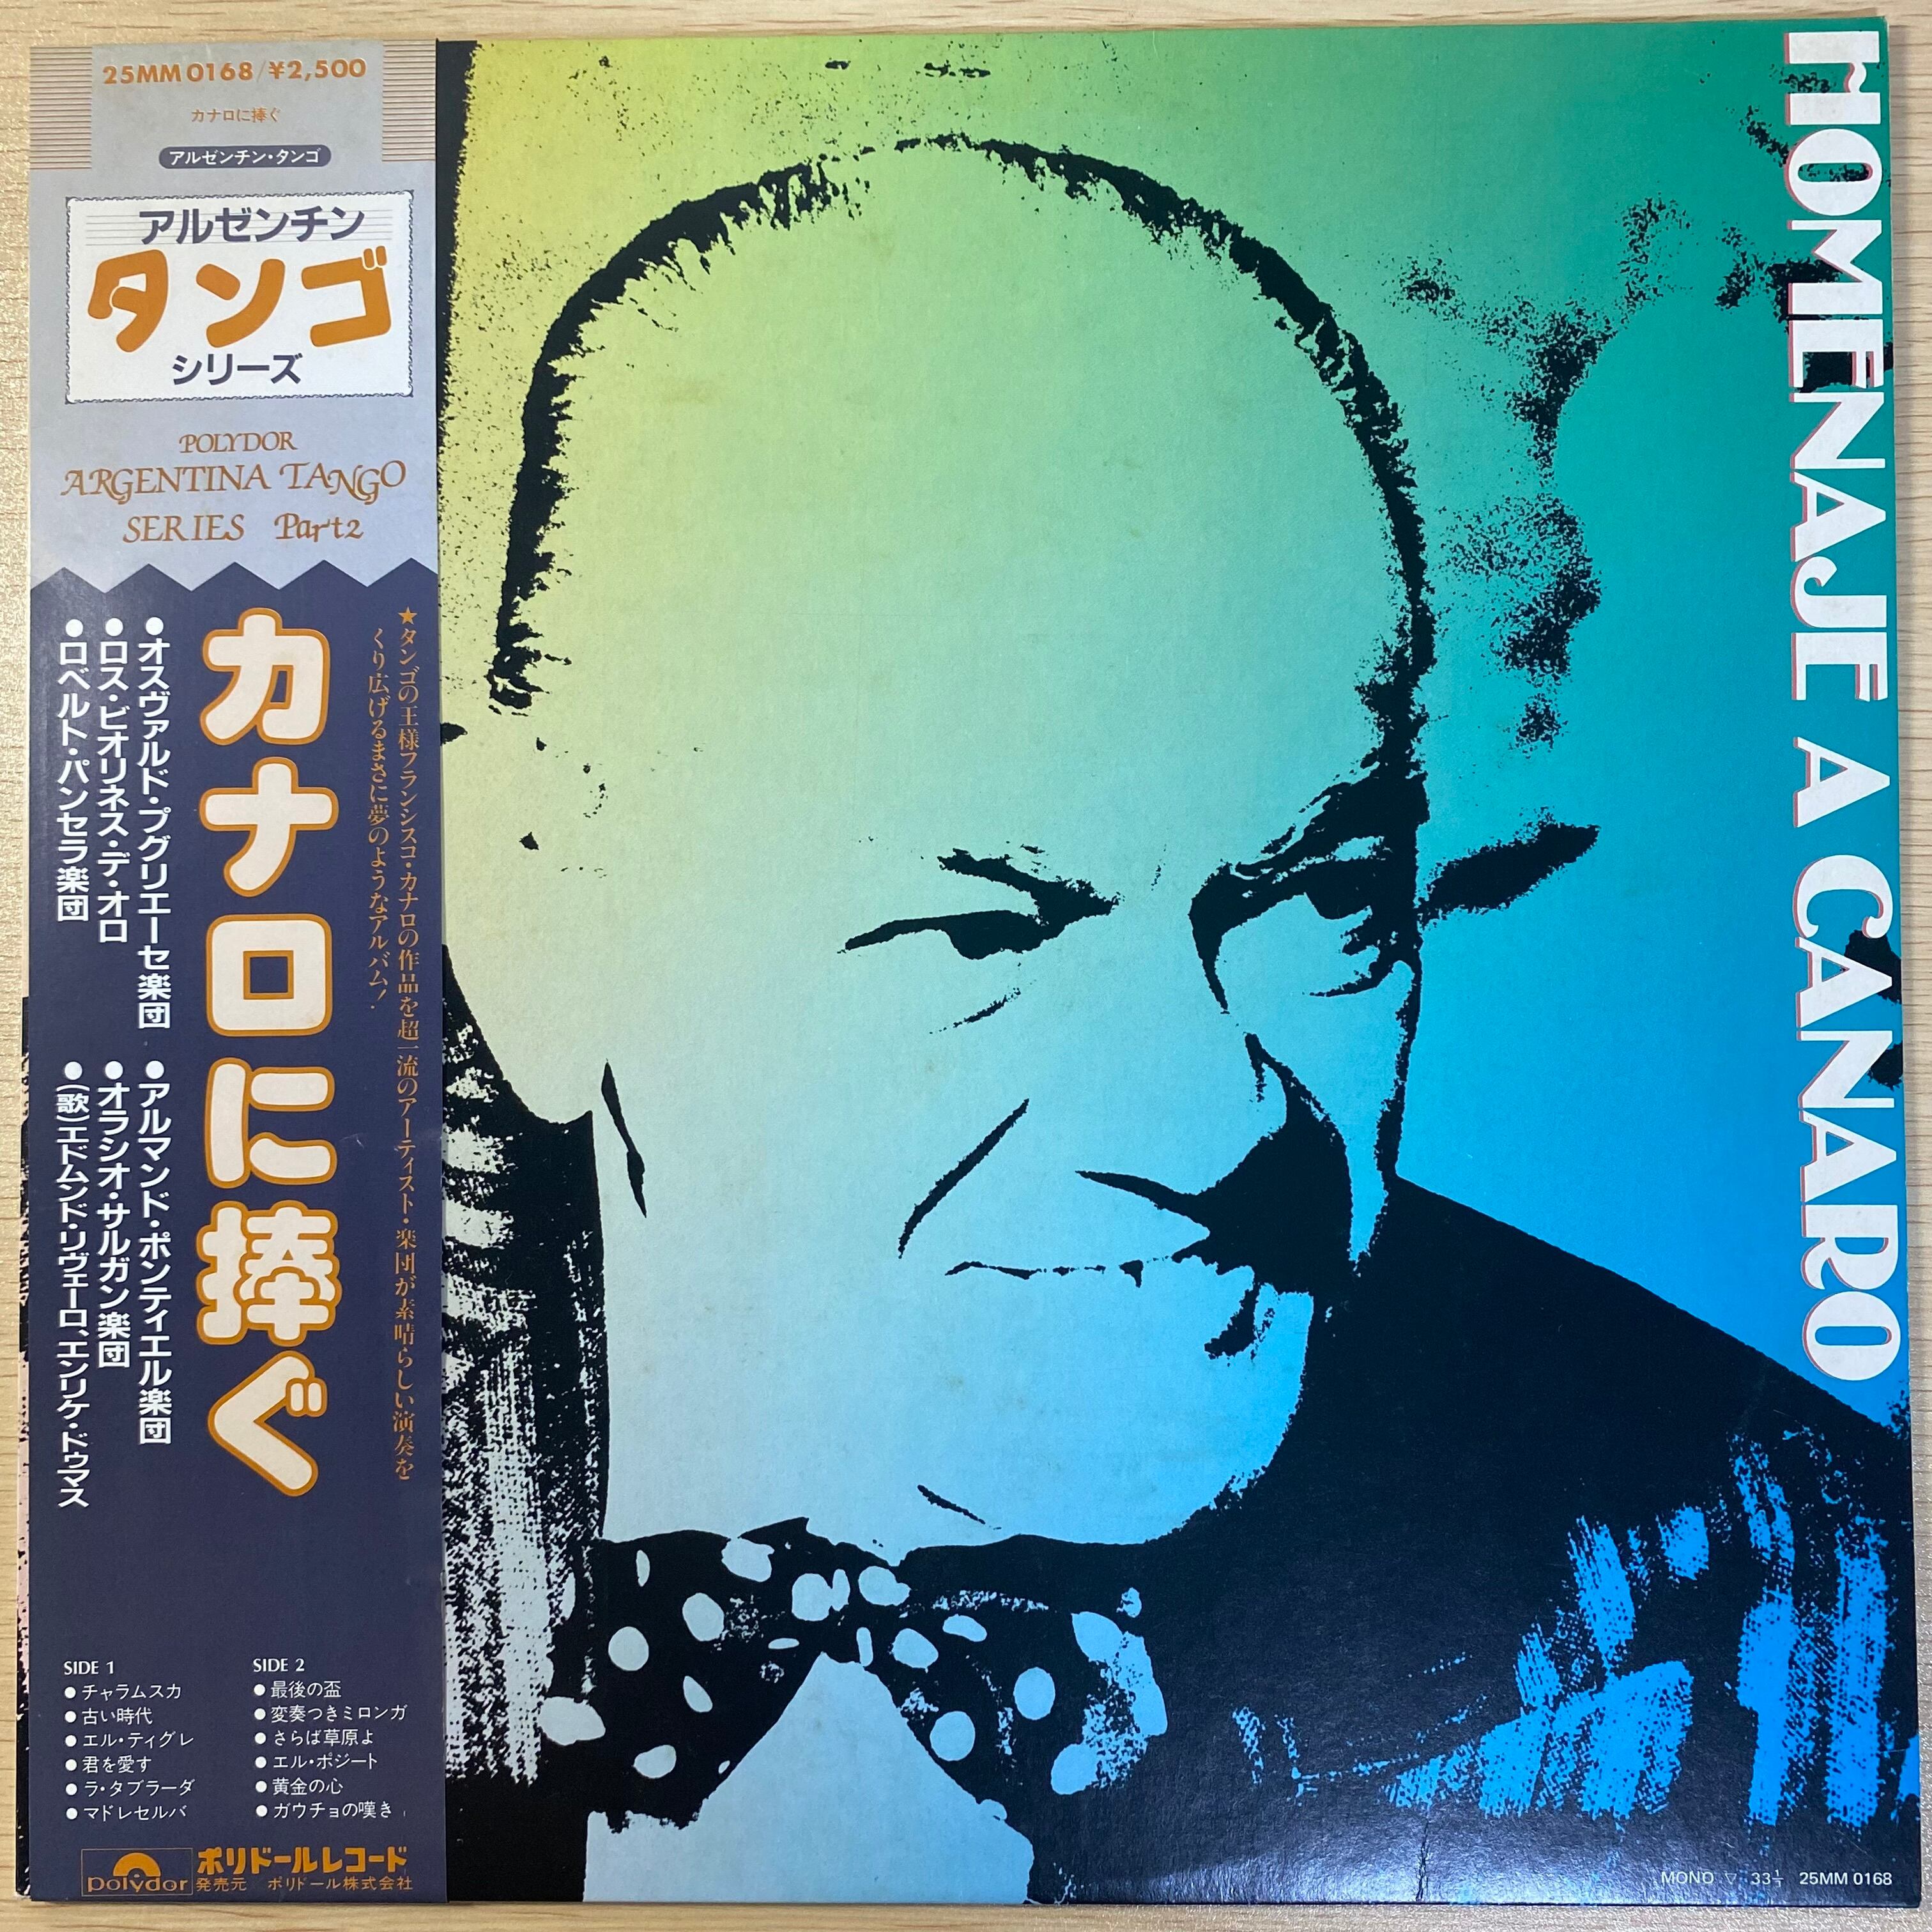 25MM0168/¥2,500
カナロに捧ぐ
アルゼンチン・タンゴ
アルゼンチン
タンゴ
シリーズ
POLYDOR
ARGENTINA TANGO
SERIES Part2
★タンゴの王様フランシスコ・カナロの作品を超一流のアーティスト・楽団が素晴らしい演奏を
くり広げるまさに夢のようなアルバム!
カナロに捧ぐ
●オスヴァルド・プグリエーセ楽団
●ロス・ビオリネス・デ・オロ
●ロベルト・パンセラ楽団
●アルマンド・ポンティエル楽団
●オラシオ・サルガン楽団
●(歌)エドムンド・リヴェーロ、エンリケ・ドゥマス
SIDE 1
●チャラムスカ
●古い時代
●エル・ティグレ
●君を愛す
●ラ・タブラーダ
●マドレセルバ
SIDE 2
●最後の盃
●変奏つきミロンガ
●さらば草原よ
●エル・ポジート
●黄金の心
●ガウチョの嘆き
polydor
ポリドールレコード
発売元 ポリドール株式会社
HOMENAJE A CANARO
MONO ▽ 33⅓ 25MM 0168